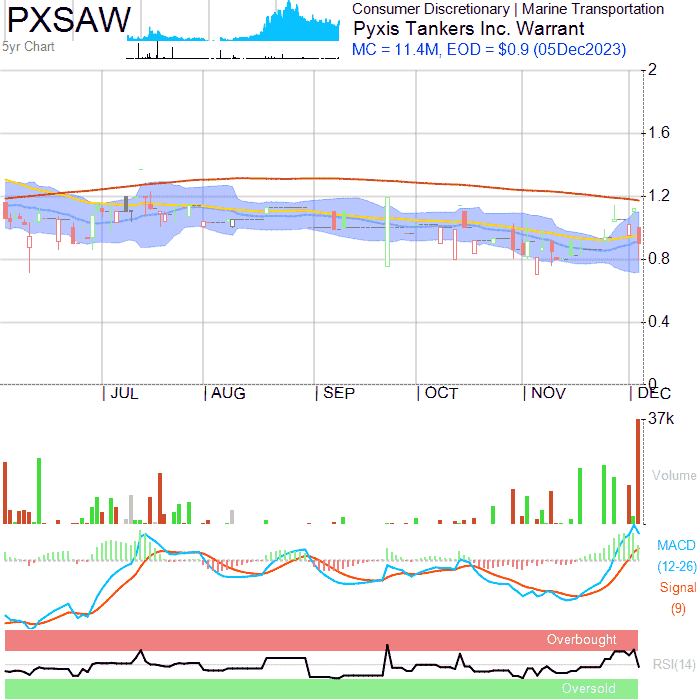 PXSAW
Consumer Discretionary | Marine Transportation
5yr Chart
Pyxis Tankers Inc. Warrant
MC = 11.4M, EOD = $0.9 (05Dec2023)
2
1.6
1.2
0.8
0.4
0
JUL AUG SEP OCT NOV DEC
37k
Volume
MACD
(12-26)
Signal
(9)
Overbought
RSI(14)
Oversold